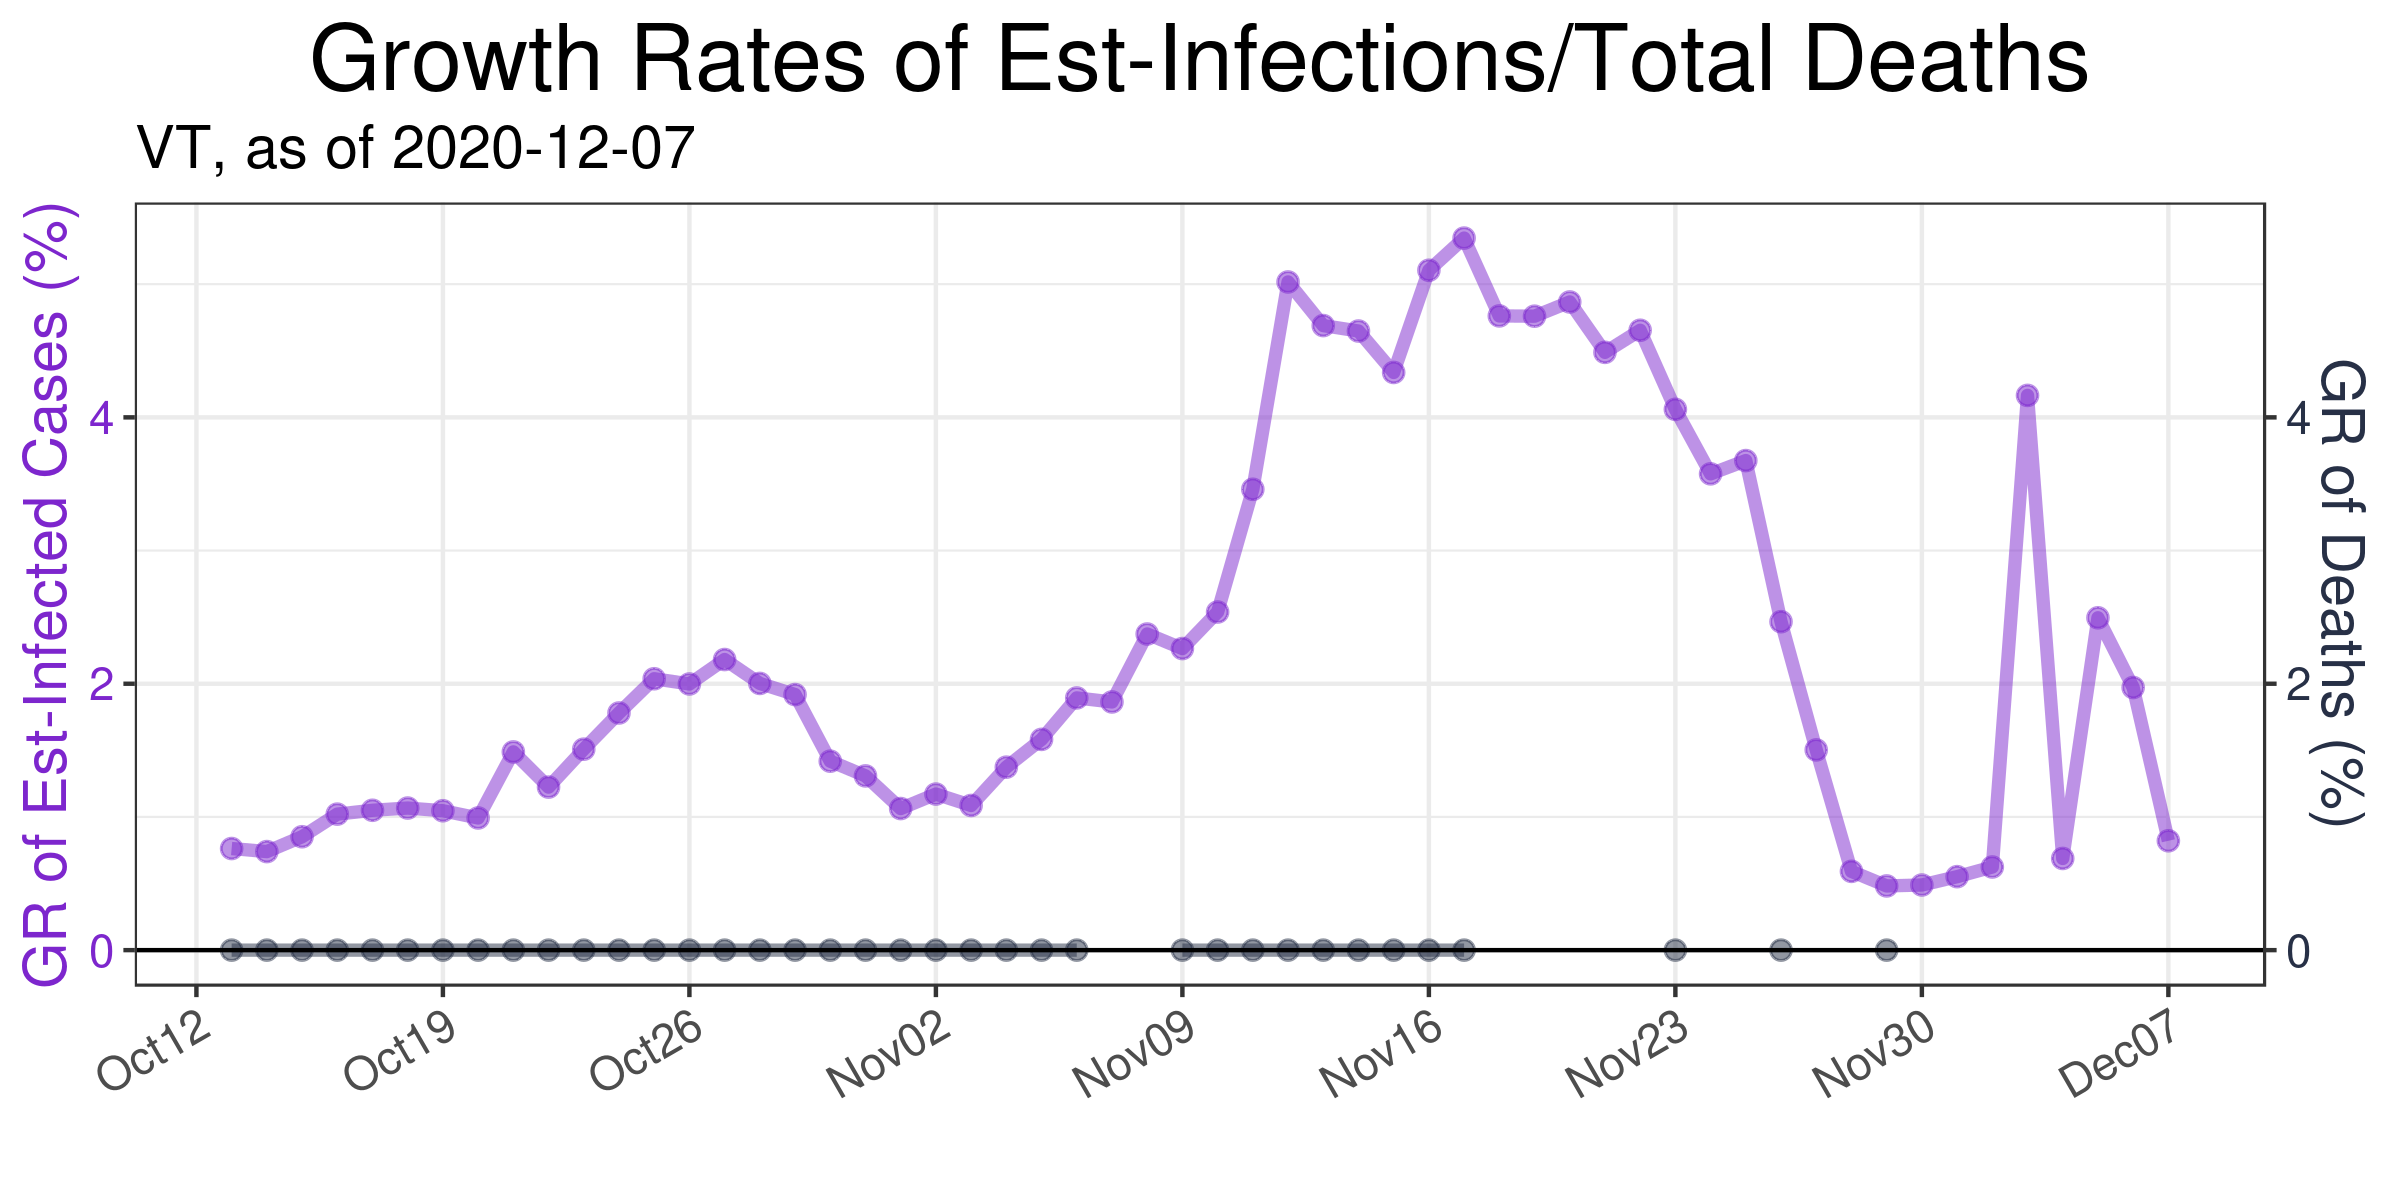 Growth Rates of Est-Infections/Total Deaths
VT, as of 2020-12-07
GR of Est-Infected Cases (%)
4
2
0
4
2
0
GR of Deaths (%)
Oct12
Oct19
Oct26
Nov02
Nov09
Nov16
Nov23
Nov30
Dec07